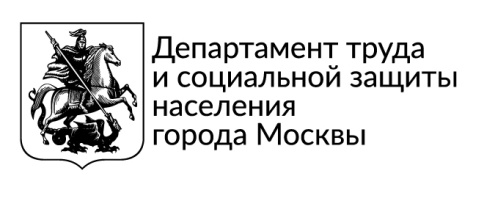 Департамент труда
и социальной защиты
населения
города Москвы